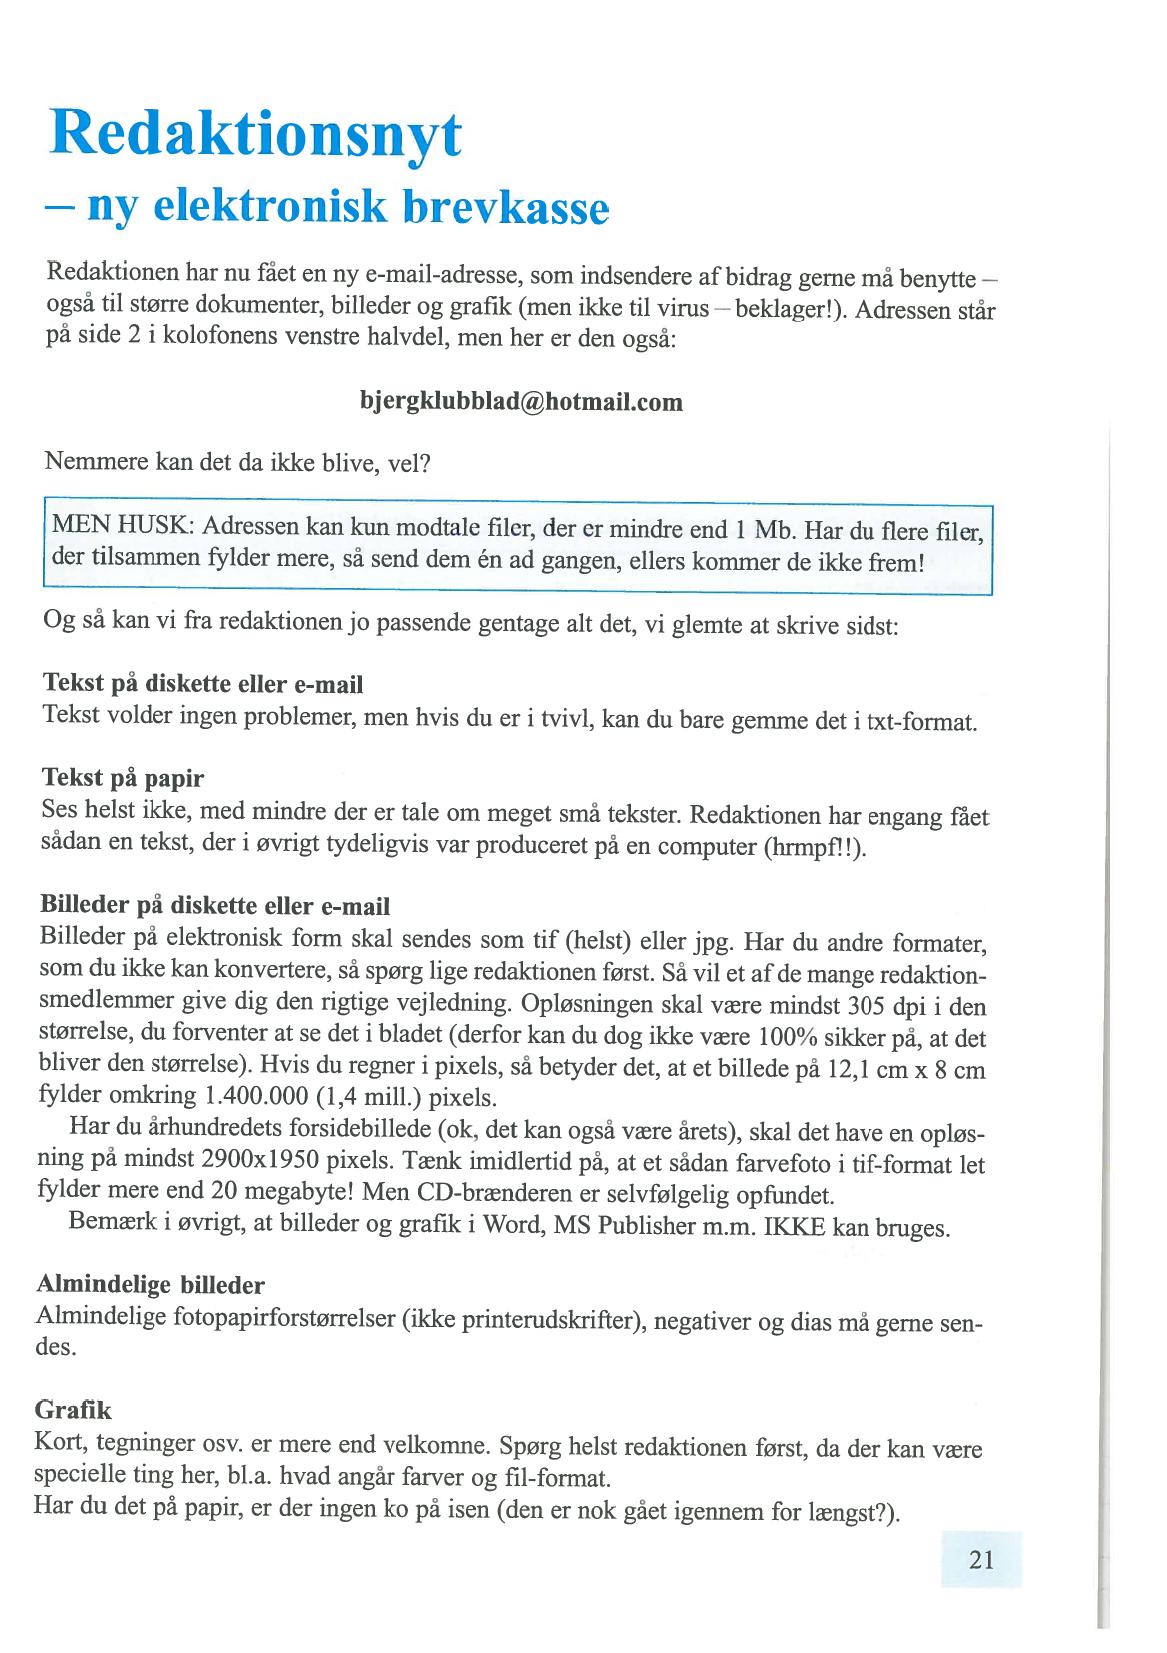 Redaktionsnyt
– ny elektronisk brevkasse
Redaktionen har nu fået en ny e-mail-adresse, som indsendere af bidrag gerne må benytte –
også til større dokumenter, billeder og grafik (men ikke til virus – beklager!). Adressen står
på side 2 i kolofonens venstre halvdel, men her er den også:
bjergklubblad@hotmail.com
Nemmere kan det da ikke blive, vel?
MEN HUSK: Adressen kan kun modtale filer, der er mindre end 1 Mb. Har du flere filer,
der tilsammen fylder mere, så send dem én ad gangen, ellers kommer de ikke frem!
Og så kan vi fra redaktionen jo passende gentage alt det, vi glemte at skrive sidst:
Tekst på diskette eller e-mail
Tekst volder ingen problemer, men hvis du er i tvivl, kan du bare gemme det i txt-format.
Tekst på papir
Ses helst ikke, med mindre der er tale om meget små tekster. Redaktionen har engang fået
sådan en tekst, der i øvrigt tydeligvis var produceret på en computer (hrmpf!!).
Billeder på diskette eller e-mail
Billeder på elektronisk form skal sendes som tif (helst) eller jpg. Har du andre formater,
som du ikke kan konvertere, så spørg lige redaktionen først. Så vil et af de mange redaktion-
smedlemmer give dig den rigtige vejledning. Opløsningen skal være mindst 305 dpi i den
størrelse, du forventer at se det i bladet (derfor kan du dog ikke være 100% sikker på, at det
bliver den størrelse). Hvis du regner i pixels, så betyder det, at et billede på 12,1 cm x 8 cm
fylder omkring 1.400.000 (1,4 mill.) pixels.
Har du århundredets forsidebillede (ok, det kan også være årets), skal det have en opløs-
ning på mindst 2900x1950 pixels. Tænk imidlertid på, at et sådan farvefoto i tif-format let
fylder mere end 20 megabyte! Men CD-brænderen er selvfølgelig opfundet.
Bemærk i øvrigt, at billeder og grafik i Word, MS Publisher m.m. IKKE kan bruges.
Almindelige billeder
Almindelige fotopapirforstørrelser (ikke printerudskrifter), negativer og dias må gerne sen-
des.
Grafik
Kort, tegninger osv. er mere end velkomne. Spørg helst redaktionen først, da der kan være
specielle ting her, bl.a. hvad angår farver og fil-format.
Har du det på papir, er der ingen ko på isen (den er nok gået igennem for længst?).
21